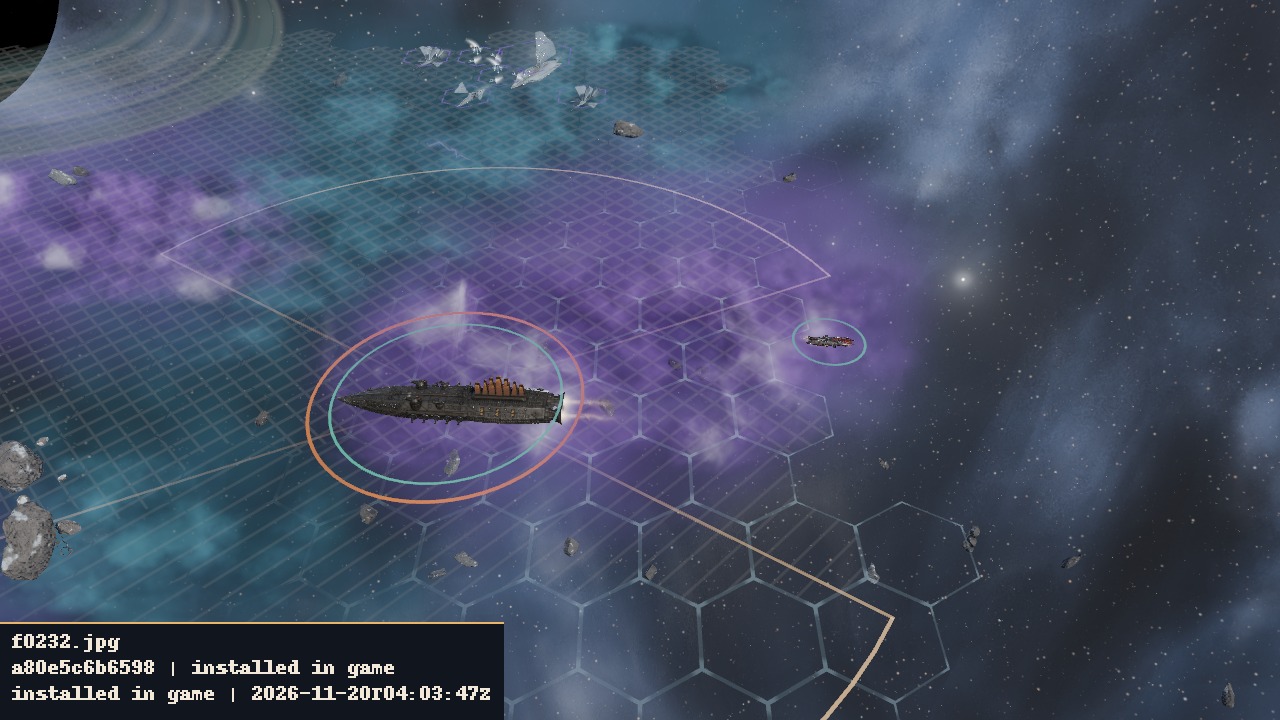 f0232.jpg
a80e5c6b6598 | installed in game
installed in game | 2026-11-20T04:03:47Z